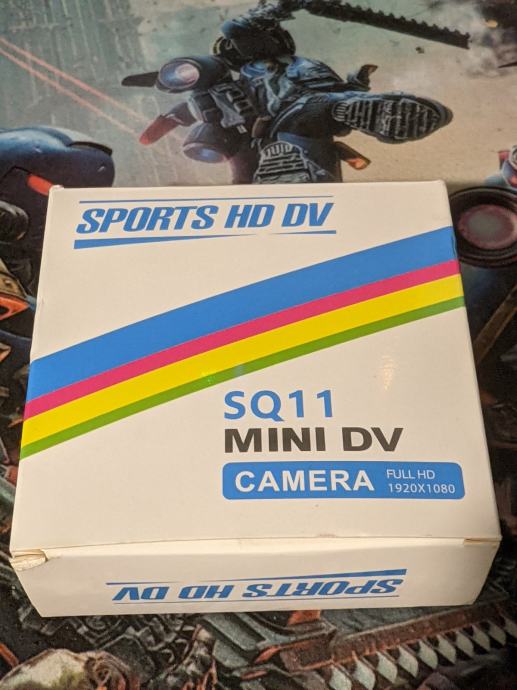 SPORTS HD DV
SQ11
MINI DV
CAMERA
FULL HD
1920X1080
SPORTS HD DV